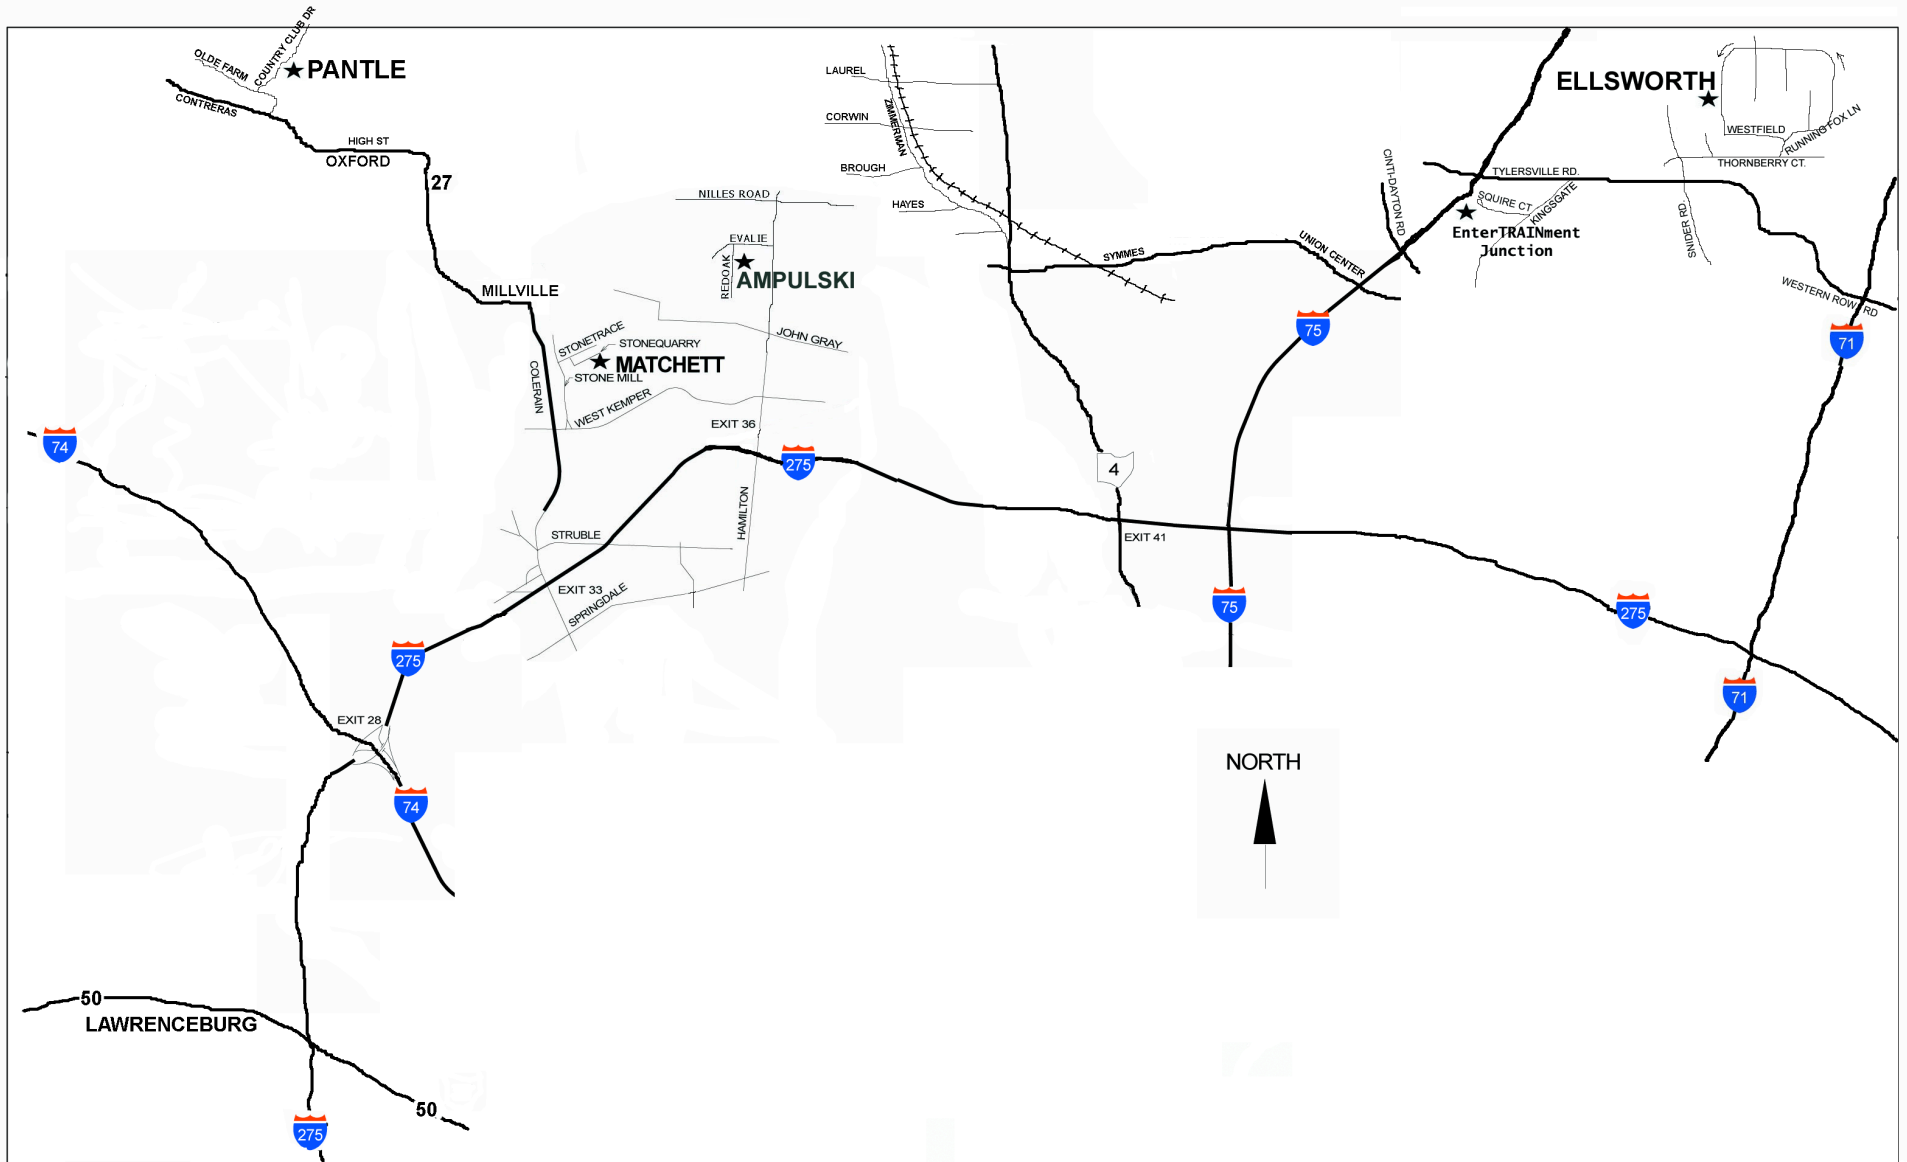 COUNTRY CLUB DR
OLDE FARM
PANTLE
CONTRERAS
HIGH ST
OXFORD
27
MILLVILLE
LAUREL
ZIMMERMAN
CORWIN
BROUGH
HAYES
NILLES ROAD
EVALIE
REDOAK
AMPULSKI
JOHN GRAY
STONETRACE
STONEQUARRY
MATCHETT
STONE MILL
COLERAIN
WEST KEMPER
EXIT 36
275
HAMILTON
STRUBLE
EXIT 33
SPRINGDALE
SYMMES
UNION CENTER
CINTI-DAYTON RD
ELLSWORTH
WESTFIELD
RUNNING FOX LN
THORNBERRY CT.
TYLERSVILLE RD.
SQUIRE CT
KINGSGATE
EnterTRAINment
Junction
SNIDER RD
WESTERN ROW RD
75
71
74
4
EXIT 41
75
275
71
275
EXIT 28
74
NORTH
50
LAWRENCEBURG
50
275